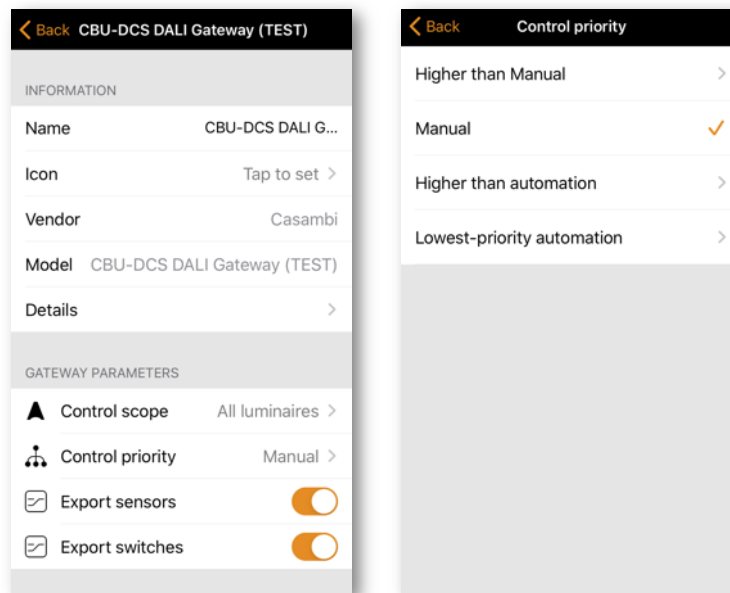 Back CBU-DCS DALI Gateway (TEST)
INFORMATION
Name CBU-DCS DALI G...
Icon Tap to set
Vendor Casambi
Model CBU-DCS DALI Gateway (TEST)
Details
GATEWAY PARAMETERS
Control scope All luminaires
Control priority Manual
Export sensors
Export switches
Back Control priority
Higher than Manual
Manual
Higher than automation
Lowest-priority automation